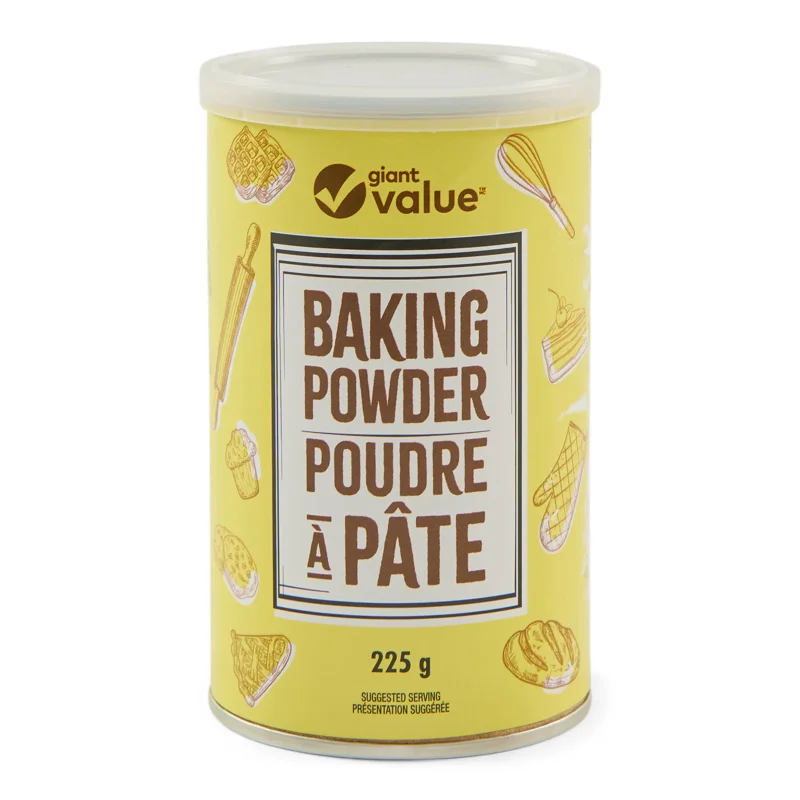 giant
value
BAKING
POWDER
POUDRE
À PÂTE
225 g
SUGGESTED SERVING
PRÉSENTATION SUGGÉRÉE